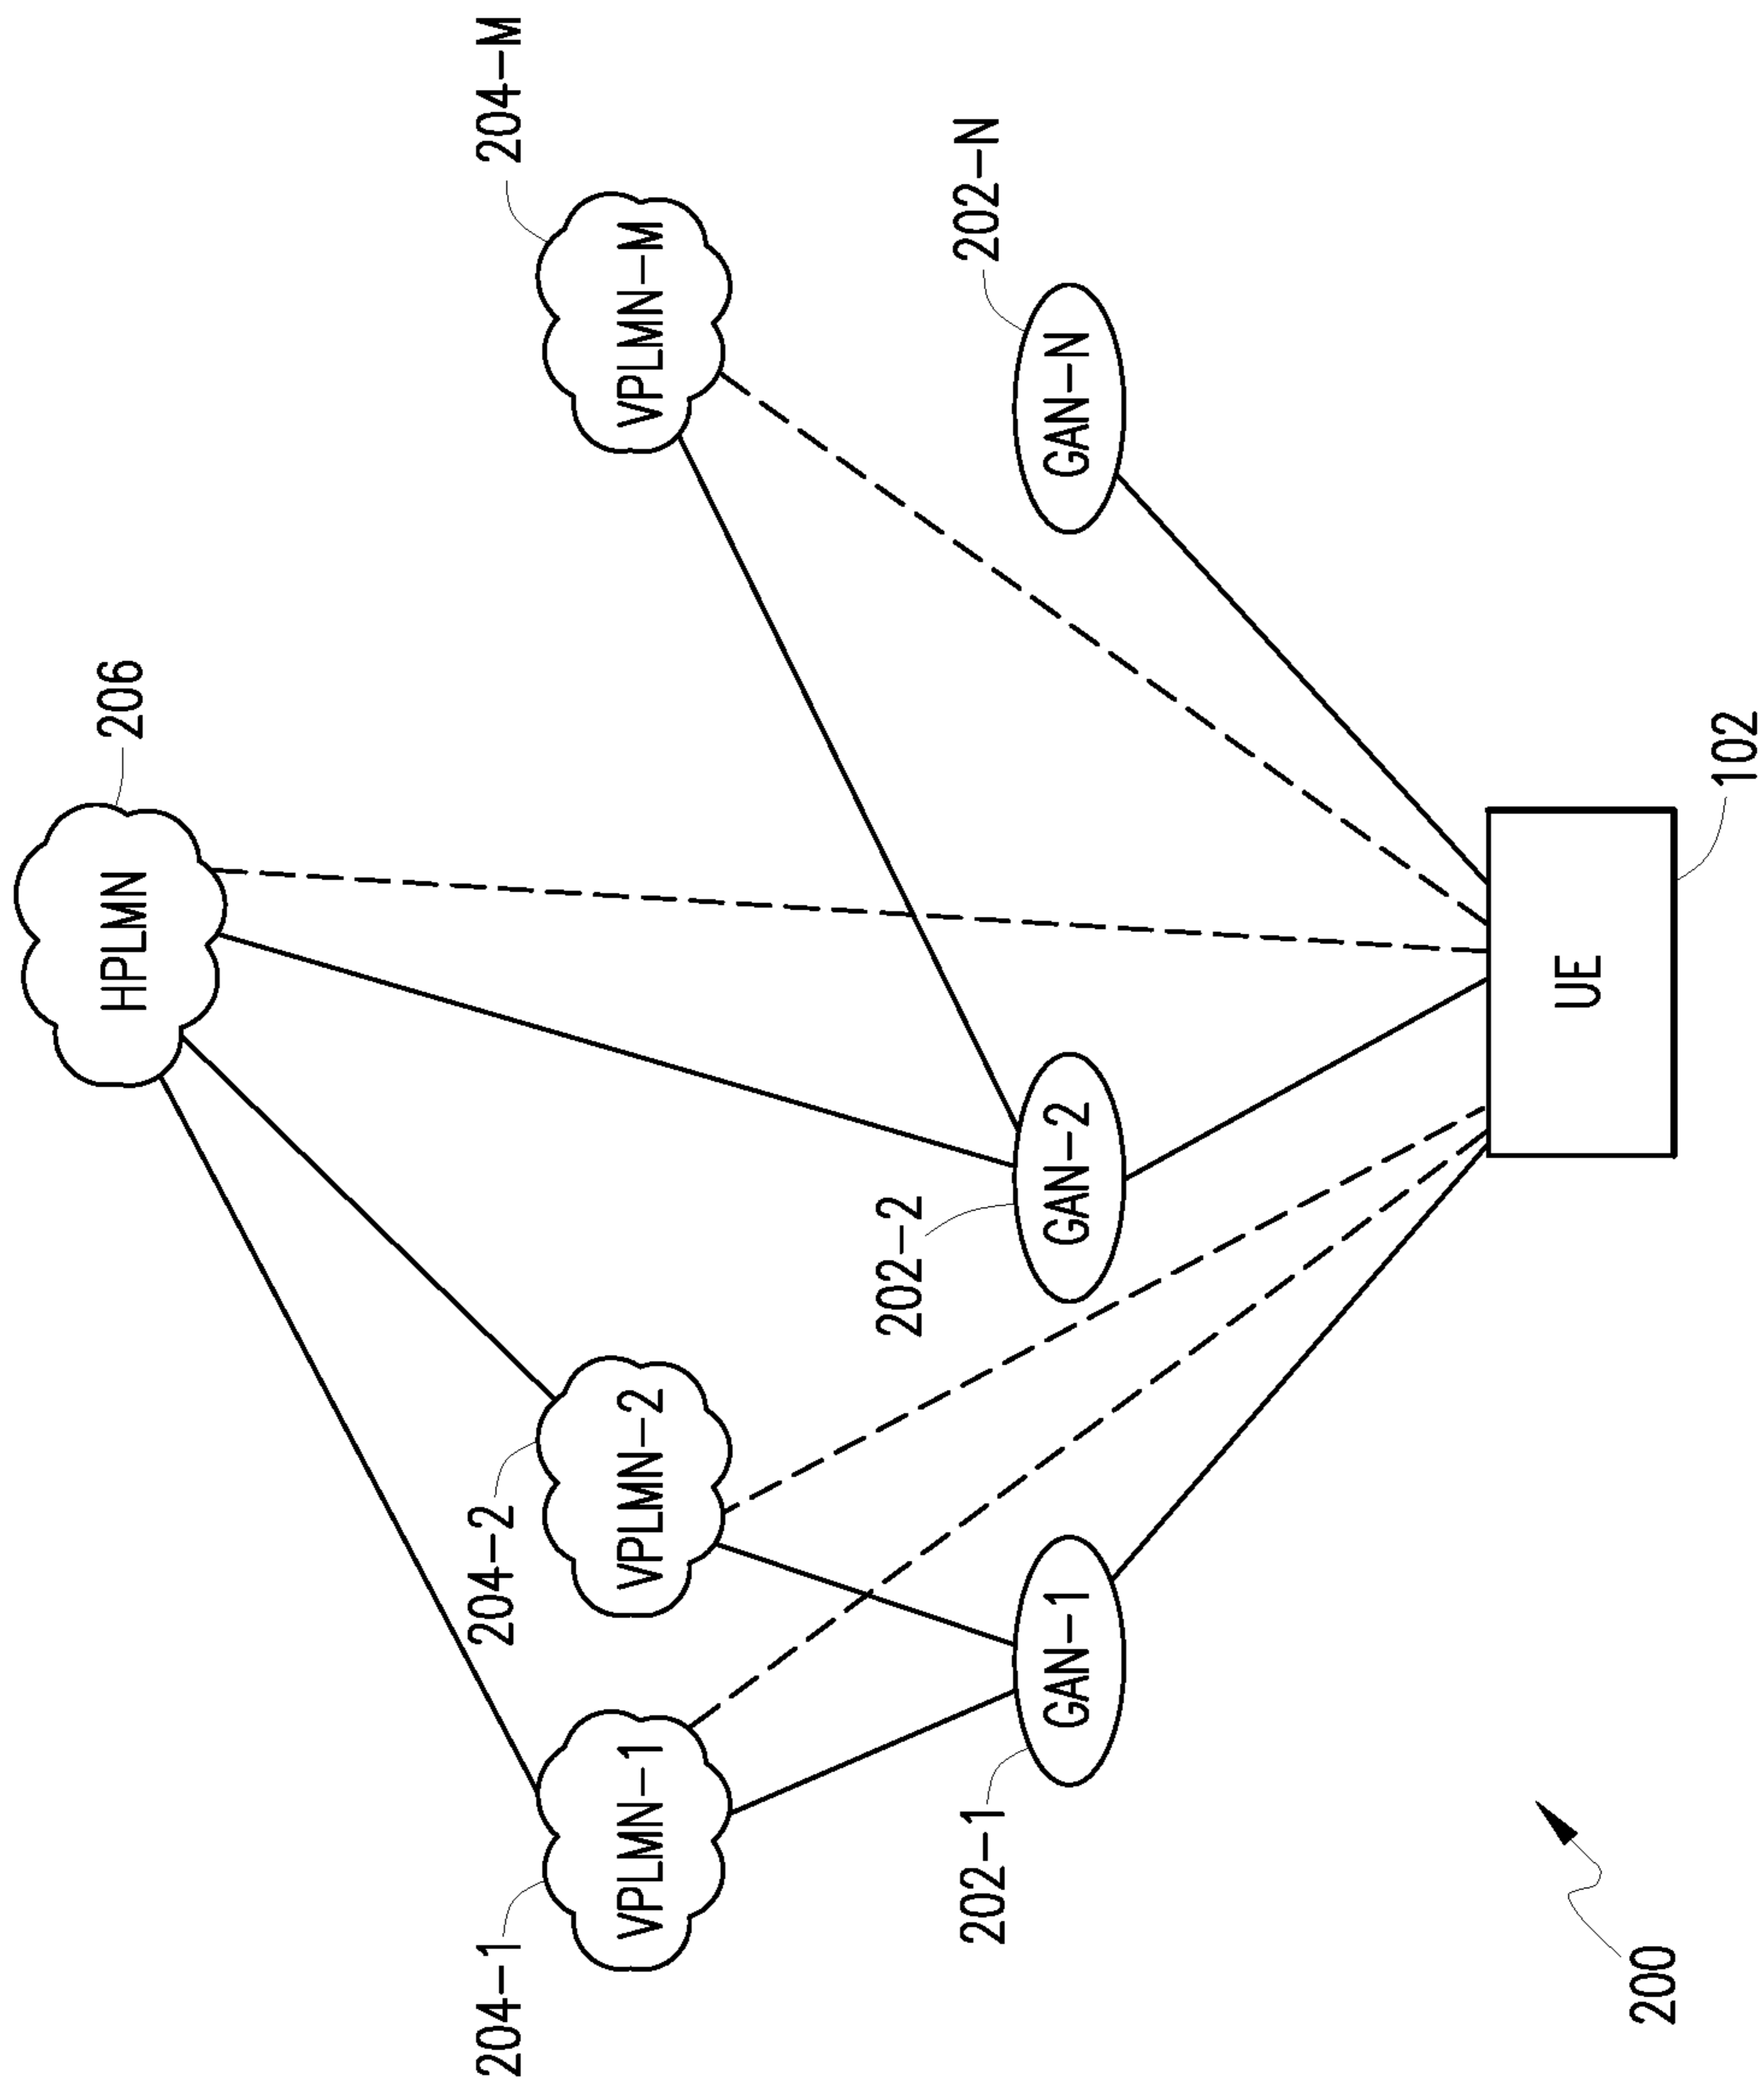 206
HPLMN
204-M
204-1
204-2
VPLMN-1
VPLMN-2
VPLMN-M
202-1
202-2
202-N
GAN-1
GAN-2
GAN-N
200
UE
102